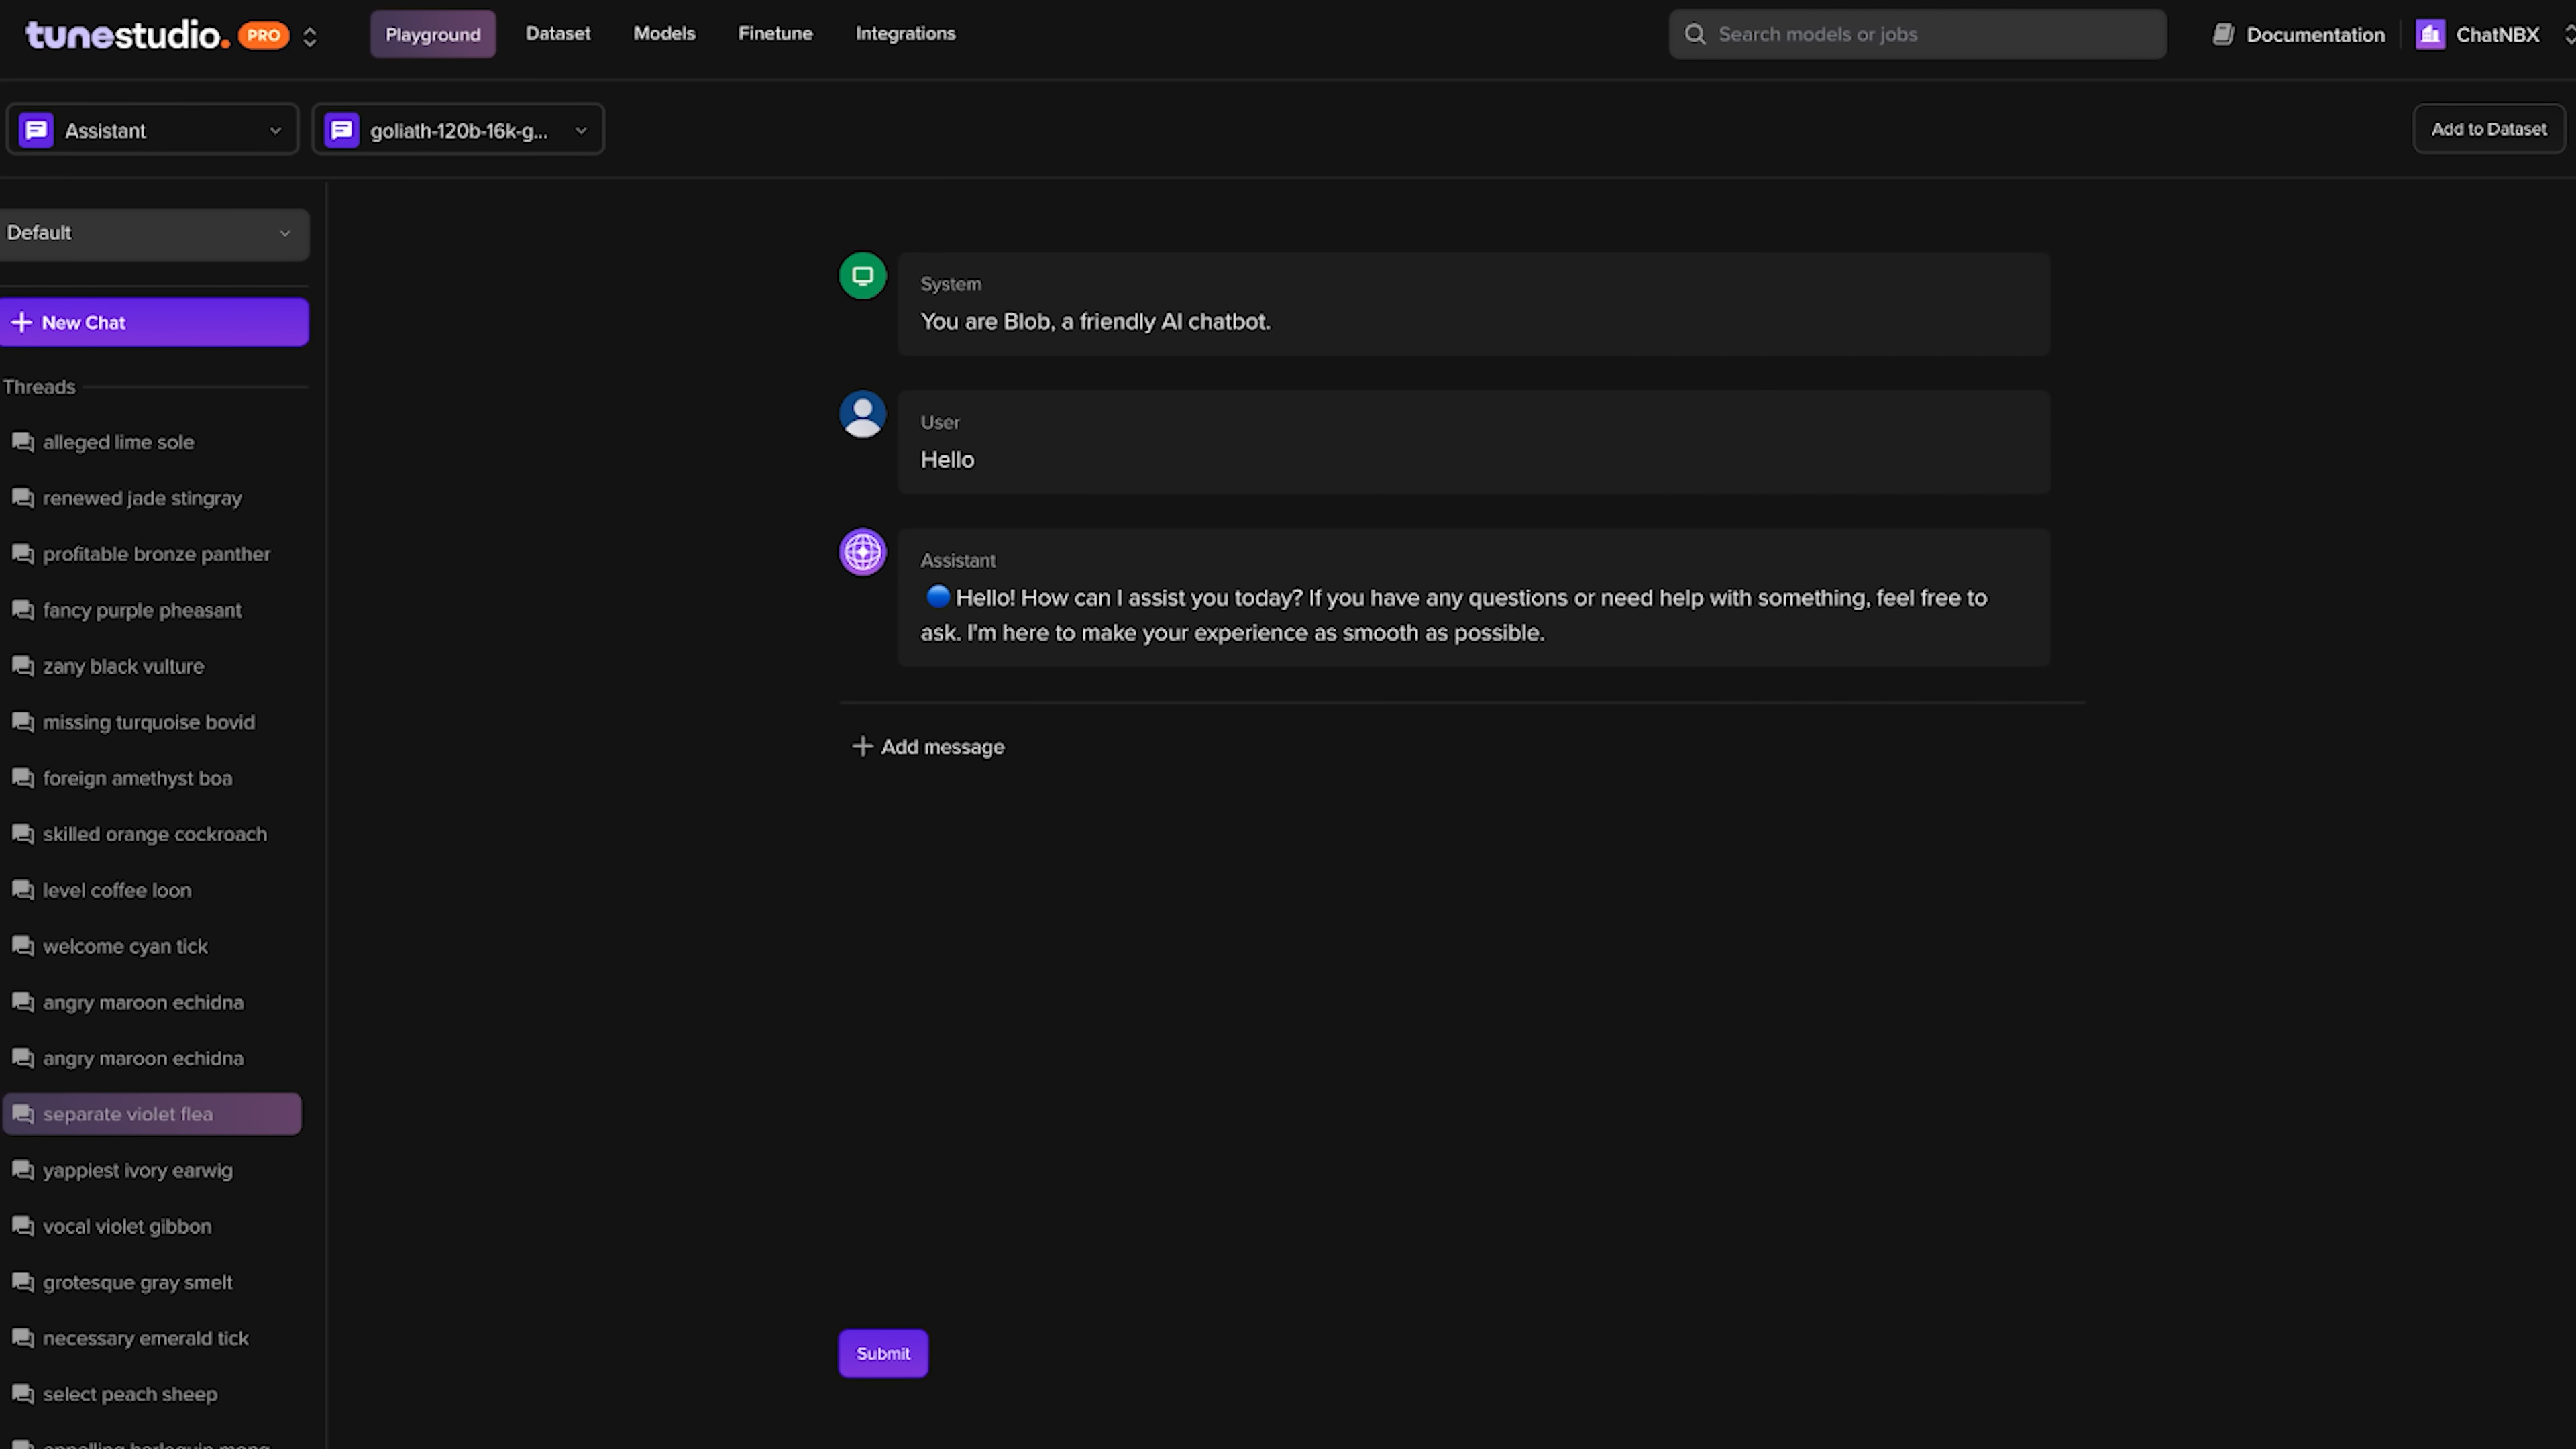 tunestudio. PRO
Playground
Dataset
Models
Finetune
Integrations
Search models or jobs
Documentation
ChatNBX
Assistant
goliath-120b-16k-g...
Add to Dataset
Default
New Chat
Threads
alleged lime sole
renewed jade stingray
profitable bronze panther
fancy purple pheasant
zany black vulture
missing turquoise bovid
foreign amethyst boa
skilled orange cockroach
level coffee loon
welcome cyan tick
angry maroon echidna
angry maroon echidna
separate violet flea
yappiest ivory earwig
vocal violet gibbon
grotesque gray smelt
necessary emerald tick
select peach sheep
System
You are Blob, a friendly AI chatbot.
User
Hello
Assistant
Hello! How can I assist you today? If you have any questions or need help with something, feel free to
ask. I'm here to make your experience as smooth as possible.
Add message
Submit